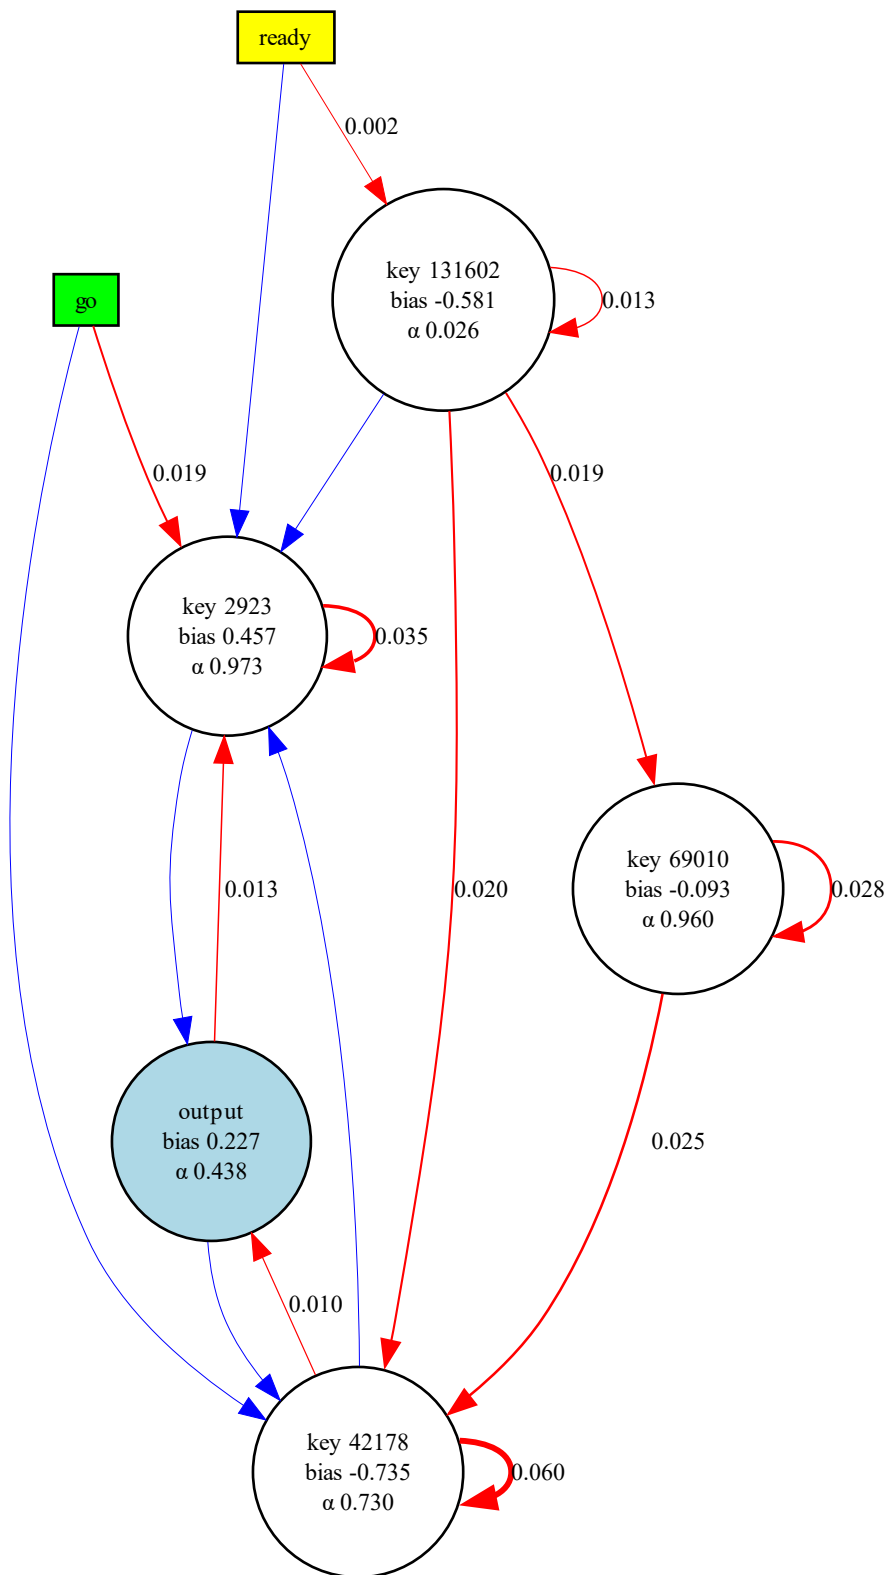 ready
0.002
key 131602
bias -0.581
α 0.026
0.013
go
0.019
0.019
key 2923
bias 0.457
α 0.973
0.035
key 69010
bias -0.093
α 0.960
0.028
0.013
0.020
output
bias 0.227
α 0.438
0.025
0.010
key 42178
bias -0.735
α 0.730
0.060